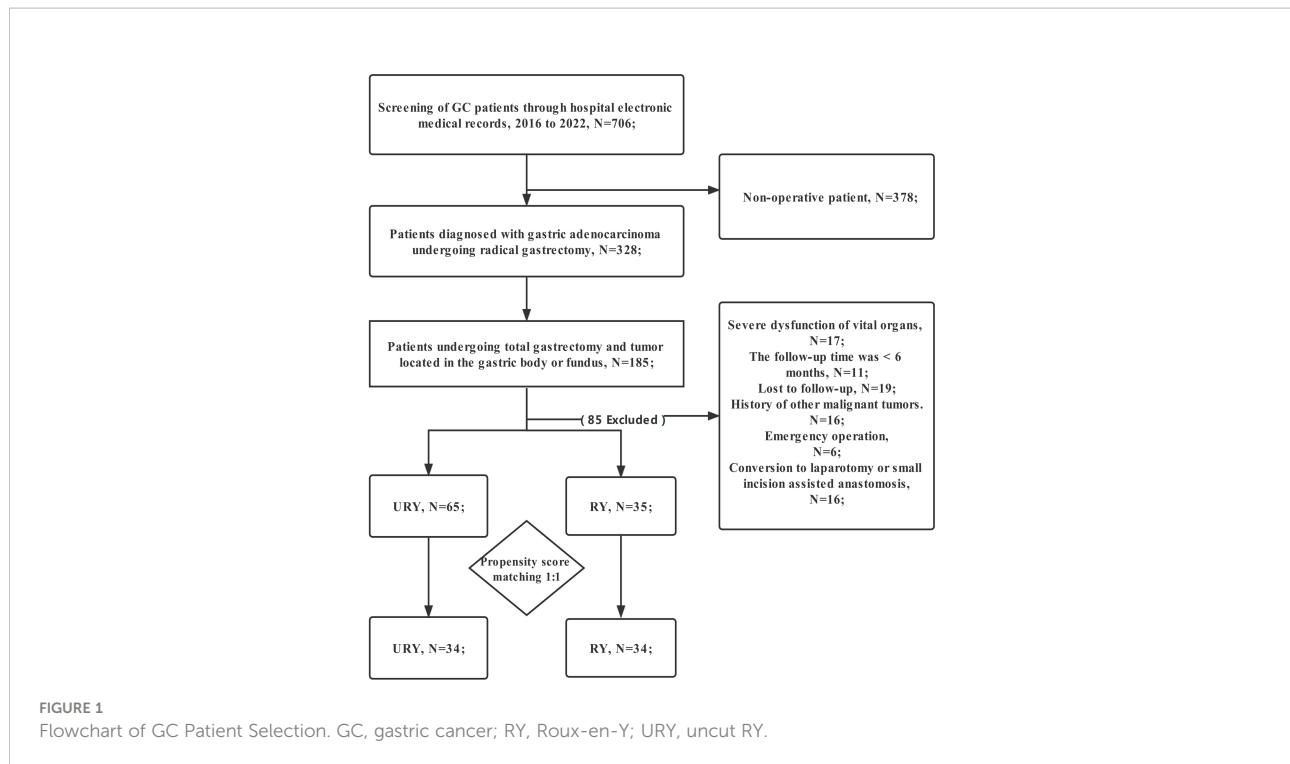 Screening of GC patients through hospital electronic
medical records, 2016 to 2022, N=706;
Non-operative patient, N=378;
Patients diagnosed with gastric adenocarcinoma
undergoing radical gastrectomy, N=328;
Patients undergoing total gastrectomy and tumor
located in the gastric body or fundus, N=185;
Severe dysfunction of vital organs,
N=17;
The follow-up time was < 6
months, N=11;
Lost to follow-up, N=19;
History of other malignant tumors.
N=16;
Emergency operation,
N=6;
Conversion to laparotomy or small
incision assisted anastomosis,
N=16;
( 85 Excluded )
URY, N=65;
RY, N=35;
Propensity score
matching 1:1
URY, N=34;
RY, N=34;
FIGURE 1
Flowchart of GC Patient Selection. GC, gastric cancer; RY, Roux-en-Y; URY, uncut RY.